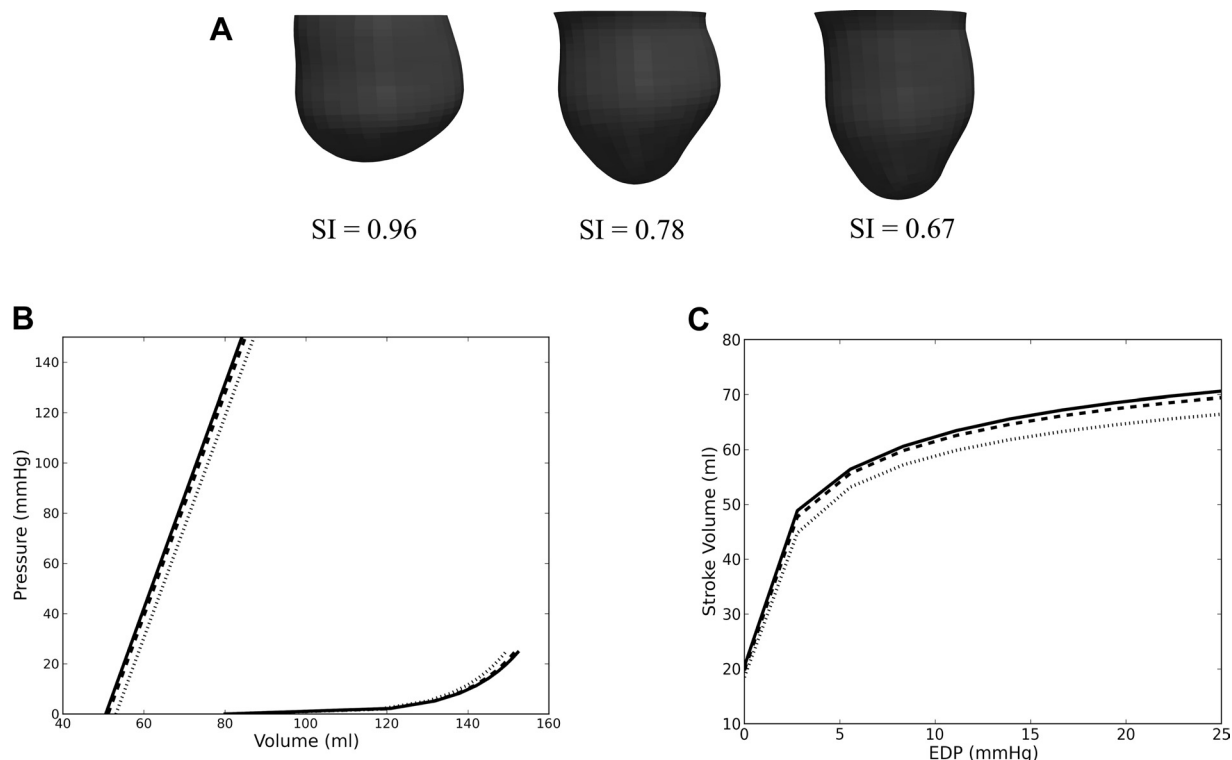 A
SI = 0.96
SI = 0.78
SI = 0.67
B
140
120
100
80
60
40
20
0
Pressure (mmHg)
40
60
80
100
120
140
160
Volume (ml)
C
80
70
60
50
40
30
20
10
Stroke Volume (ml)
0
5
10
15
20
25
EDP (mmHg)